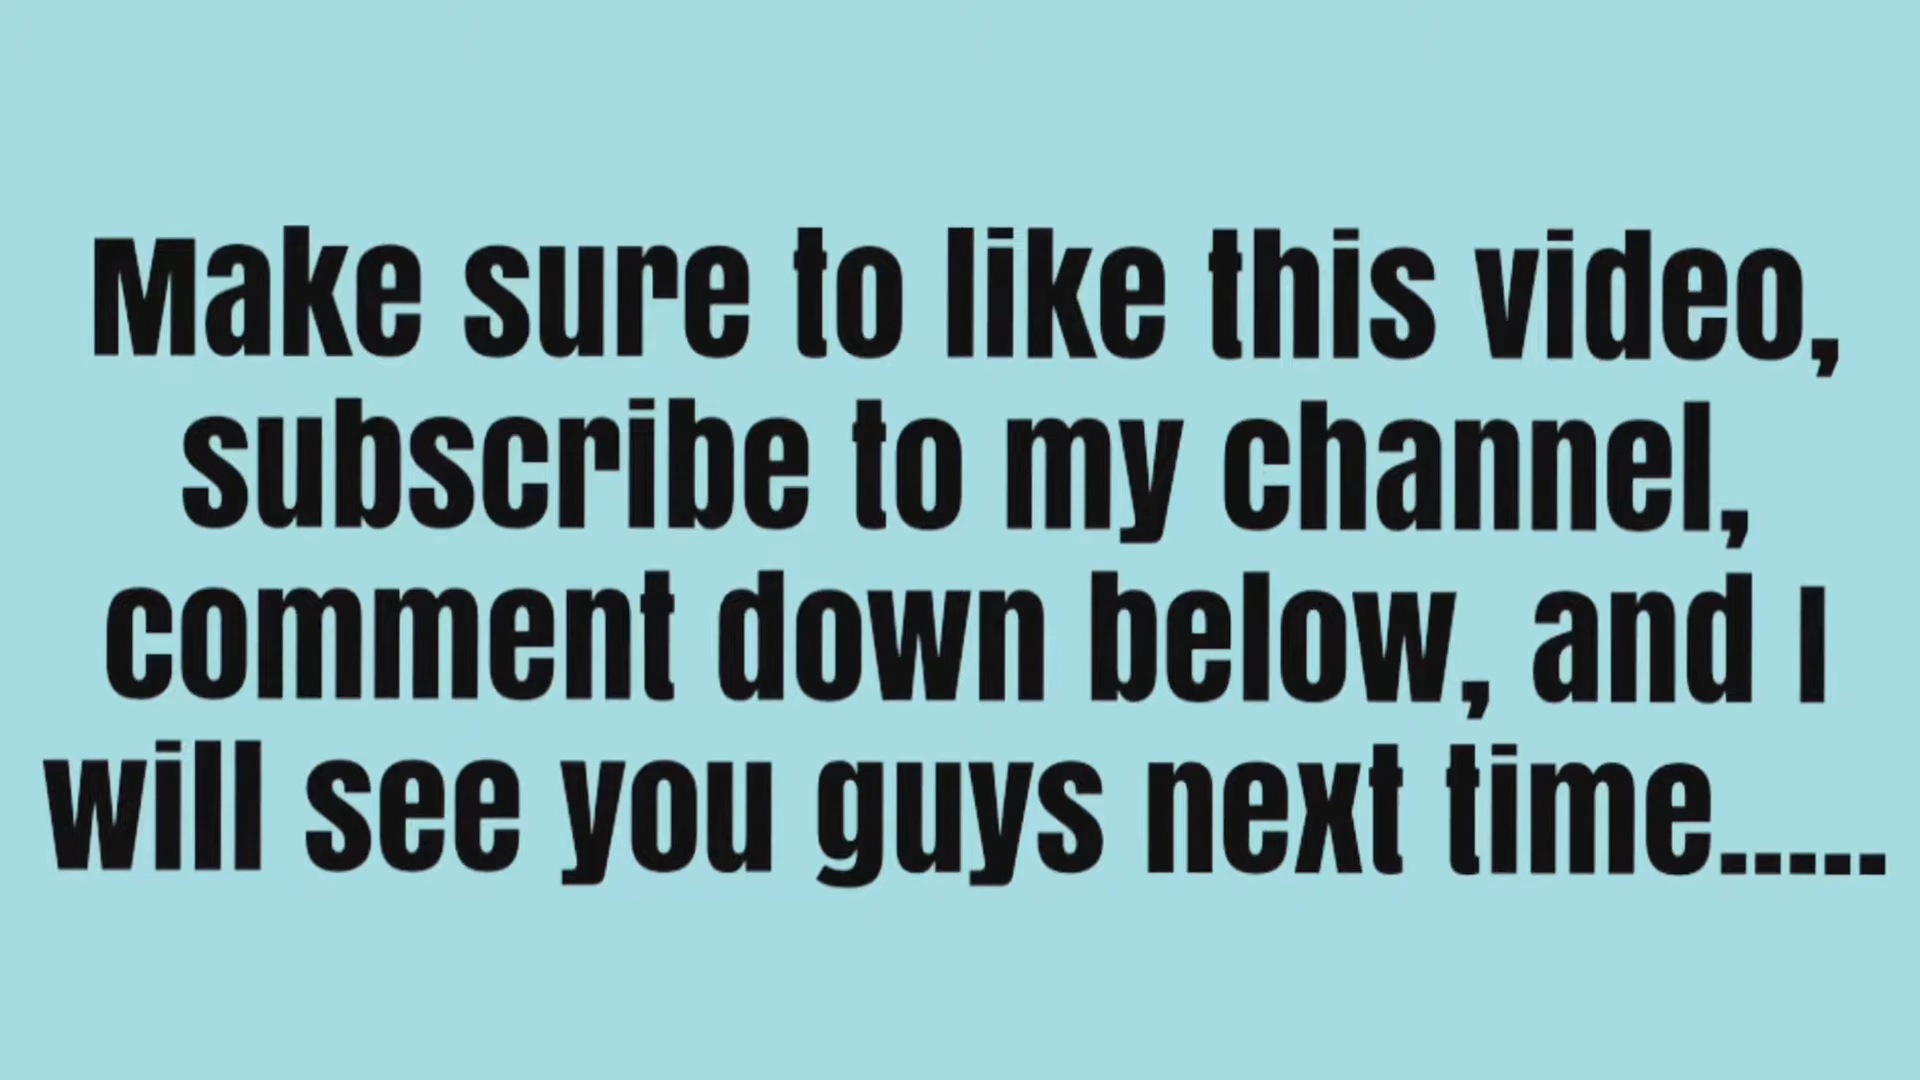 Make sure to like this video,
subscribe to my channel,
comment down below, and I
will see you guys next time.....